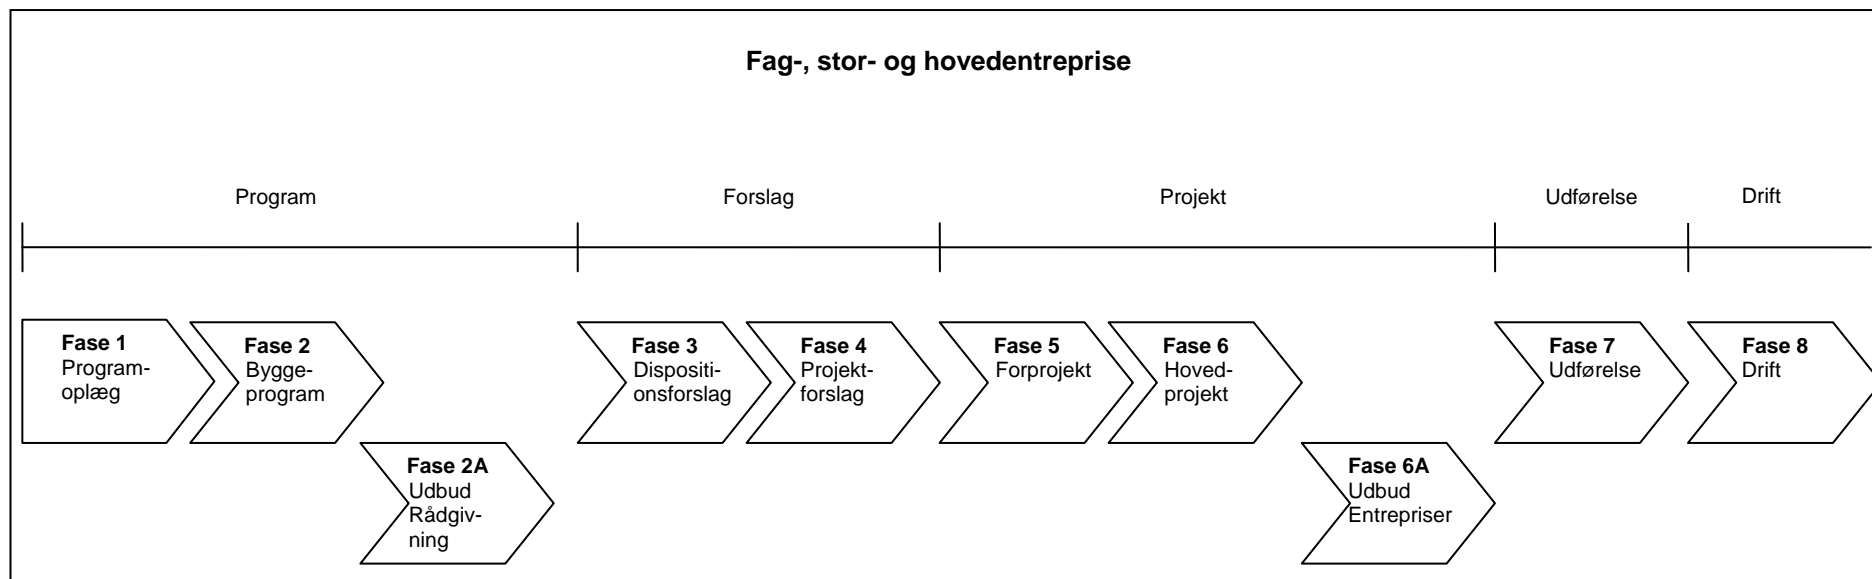 Fag-, stor- og hovedentreprise
Program
Forslag
Projekt
Udførelse
Drift
Fase 1
Program-
oplæg
Fase 2
Bygge-
program
Fase 2A
Udbud
Rådgiv-
ning
Fase 3
Dispositi-
onsforslag
Fase 4
Projekt-
forslag
Fase 5
Forprojekt
Fase 6
Hoved-
projekt
Fase 6A
Udbud
Entrepriser
Fase 7
Udførelse
Fase 8
Drift